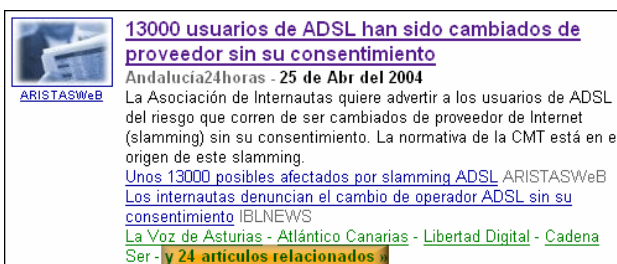 13000 usuarios de ADSL han sido cambiados de
proveedor sin su consentimiento
Andalucía24horas - 25 de Abr del 2004
ARISTASWeB
La Asociación de Internautas quiere advertir a los usuarios de ADSL
del riesgo que corren de ser cambiados de proveedor de Internet
(slamming) sin su consentimiento. La normativa de la CMT está en e
origen de este slamming.
Unos 13000 posibles afectados por slamming ADSL ARISTASWeB
Los internautas denuncian el cambio de operador ADSL sin su
consentimiento IBLNEWS
La Voz de Asturias - Atlántico Canarias - Libertad Digital - Cadena
Ser - y 24 artículos relacionados »